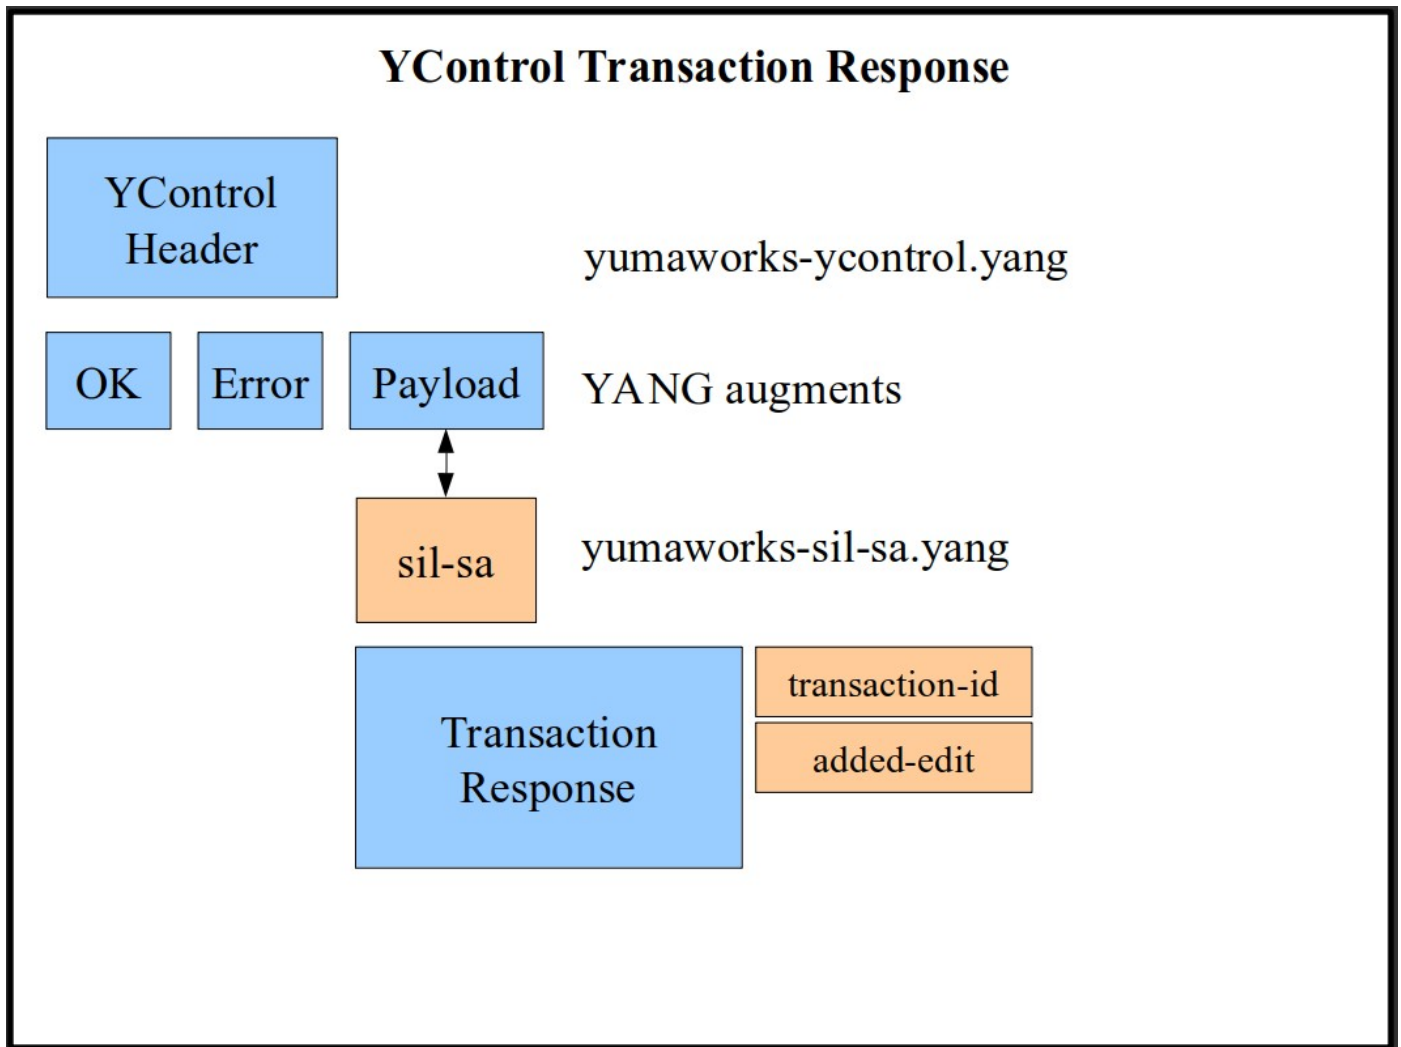 YControl Transaction Response
YControl
Header
yumaworks-ycontrol.yang
OK
Error
Payload
YANG augments
sil-sa
yumaworks-sil-sa.yang
Transaction
Response
transaction-id
added-edit